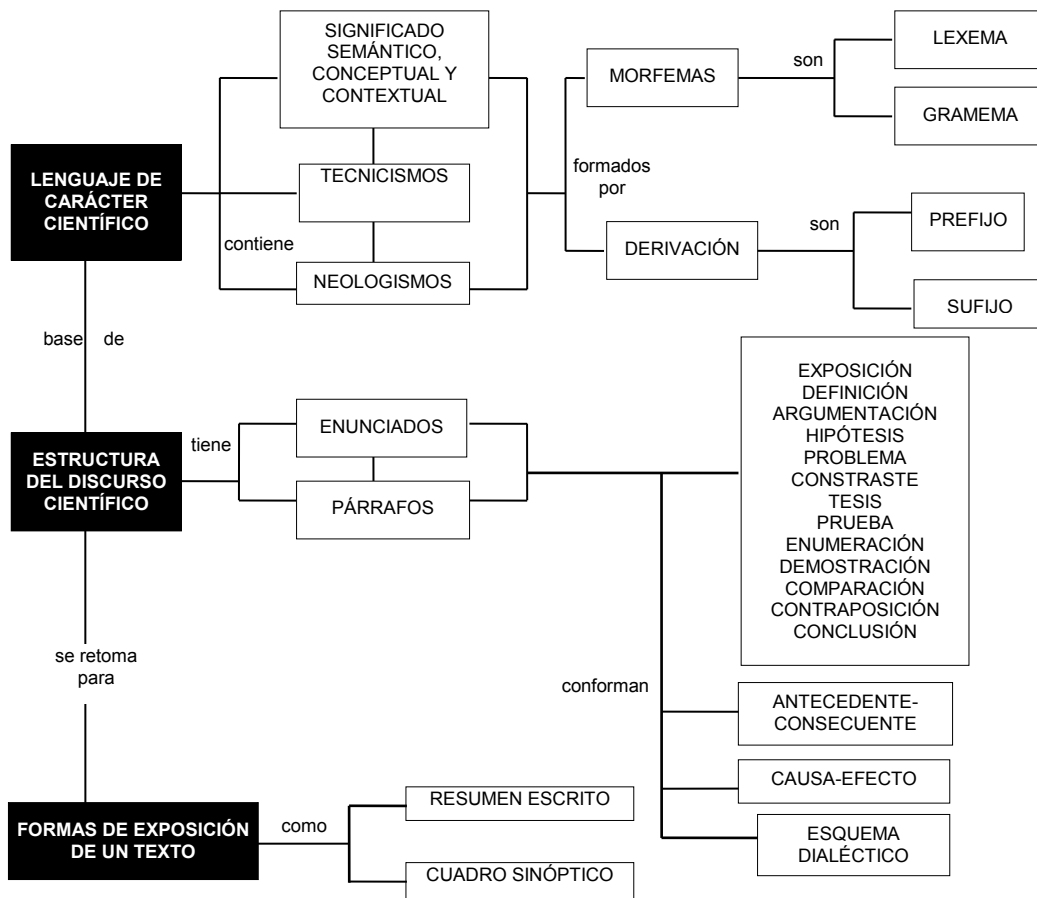 SIGNIFICADO
SEMÁNTICO,
CONCEPTUAL Y
CONTEXTUAL
MORFEMAS
son
LEXEMA
GRAMEMA
LENGUAJE DE
CARÁCTER
CIENTÍFICO
TECNICISMOS
formados
por
contiene
NEOLOGISMOS
DERIVACIÓN
son
PREFIJO
SUFIJO
base de
ESTRUCTURA
DEL DISCURSO
CIENTÍFICO
tiene
ENUNCIADOS
PÁRRAFOS
EXPOSICIÓN
DEFINICIÓN
ARGUMENTACIÓN
HIPÓTESIS
PROBLEMA
CONSTRASTE
TESIS
PRUEBA
ENUMERACIÓN
DEMOSTRACIÓN
COMPARACIÓN
CONTRAPOSICIÓN
CONCLUSIÓN
se retoma
para
conforman
ANTECEDENTE-
CONSECUENTE
CAUSA-EFECTO
ESQUEMA
DIALÉCTICO
FORMAS DE EXPOSICIÓN
DE UN TEXTO
como
RESUMEN ESCRITO
CUADRO SINÓPTICO